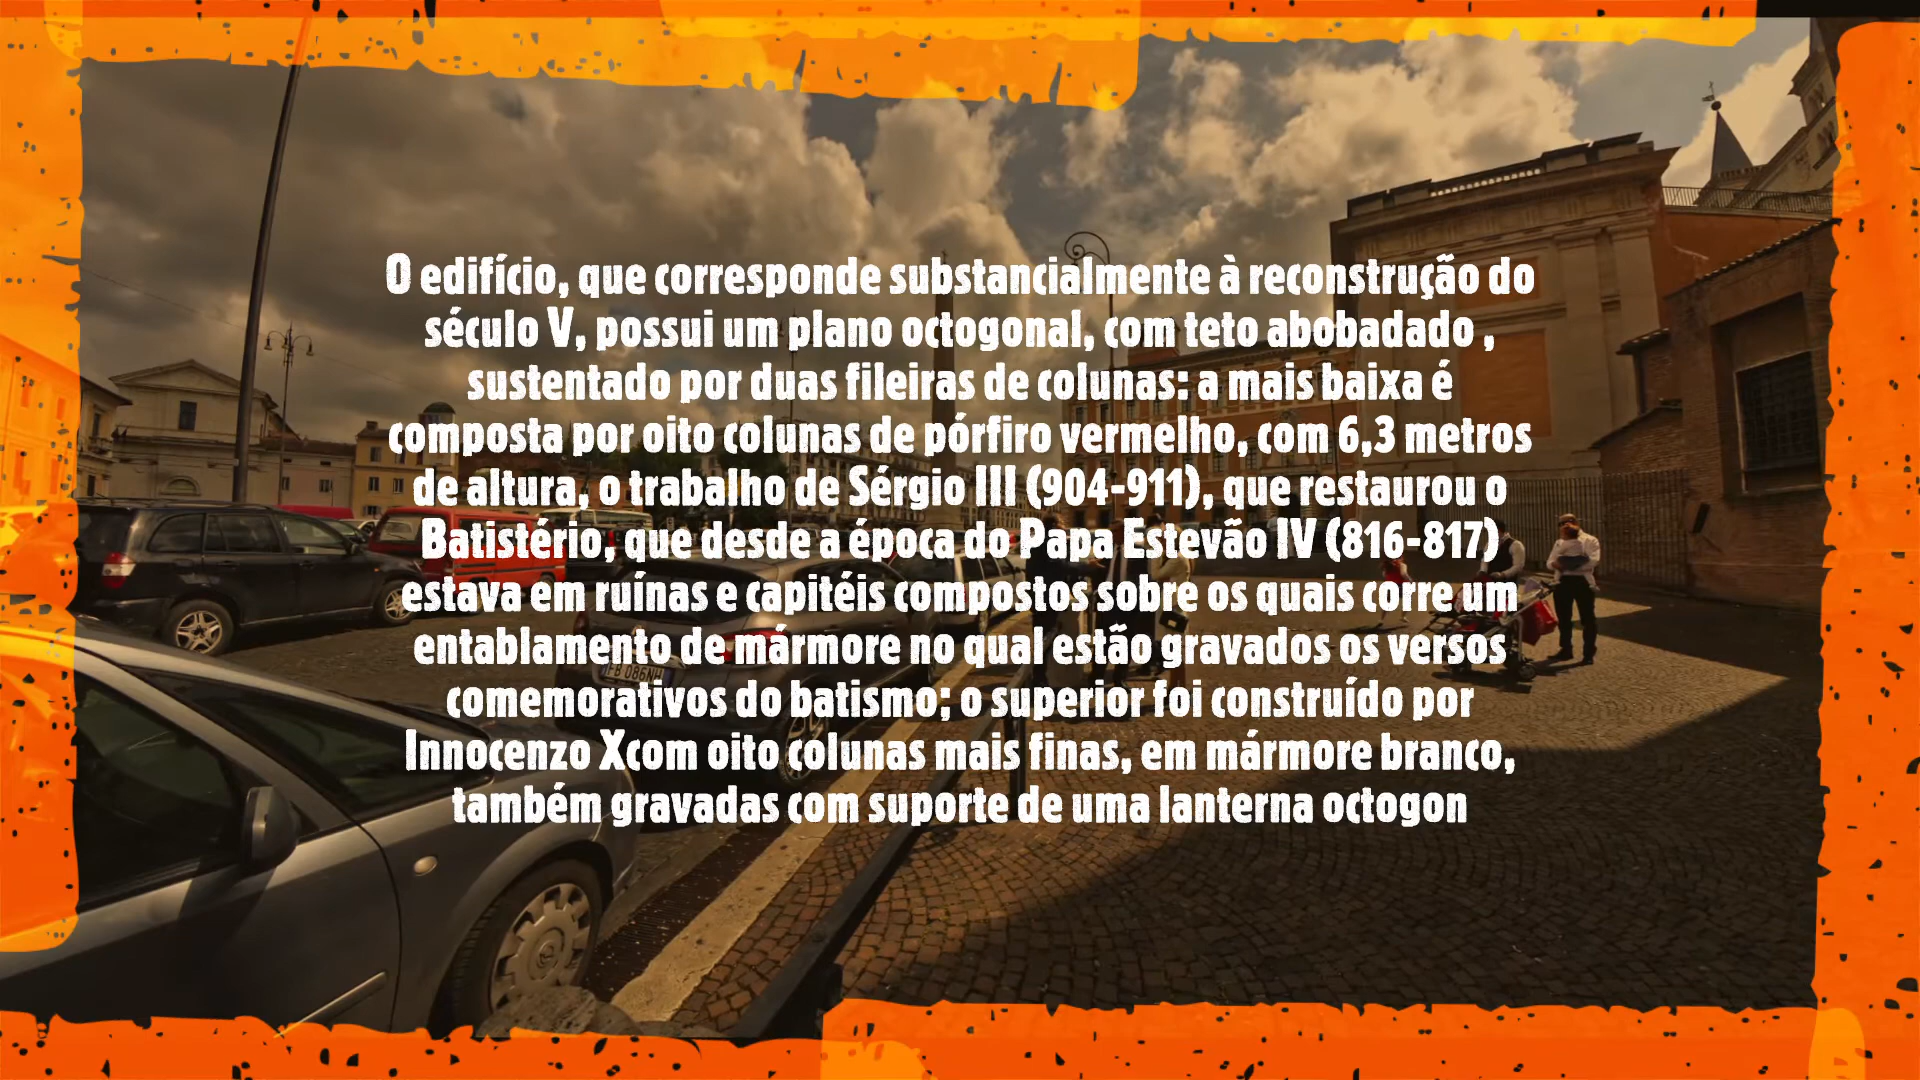 O edifício, que corresponde substancialmente à reconstrução do
século V, possui um plano octogonal, com teto abobadado ,
sustentado por duas fileiras de colunas: a mais baixa é
composta por oito colunas de pórfiro vermelho, com 6,3 metros
de altura, o trabalho de Sérgio III (904-911), que restaurou o
Batistério, que desde a época do Papa Estevão IV (816-817)
estava em ruínas e capitéis compostos sobre os quais corre um
entablamento de mármore no qual estão gravados os versos
comemorativos do batismo; o superior foi construído por
Innocenzo Xcom oito colunas mais finas, em mármore branco,
também gravadas com suporte de uma lanterna octogon